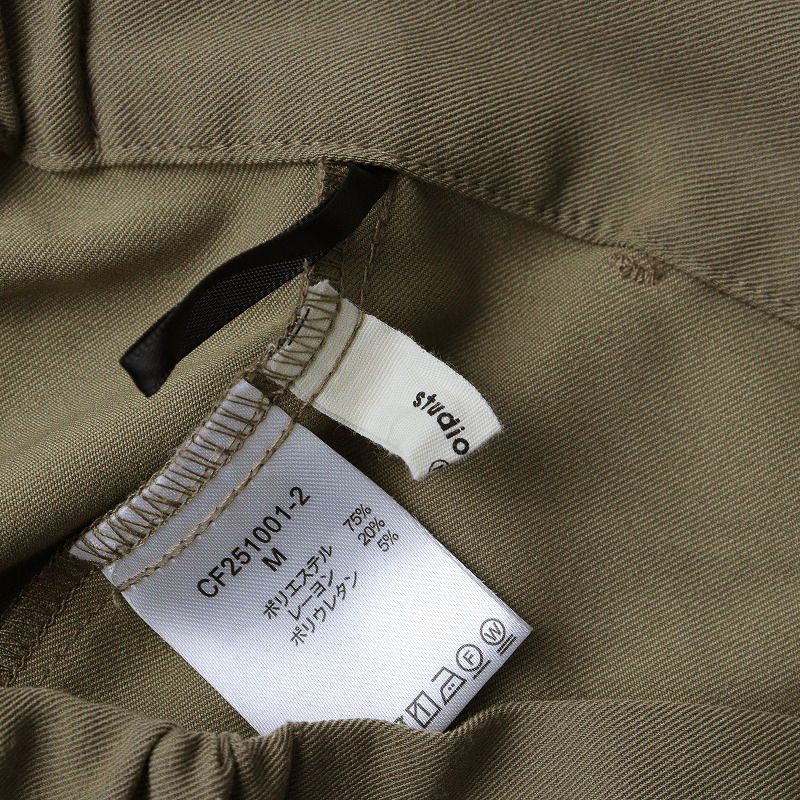 studio
CF251001-2
M
ポリエステル 75%
レーヨン 20%
ポリウレタン 5%
F W